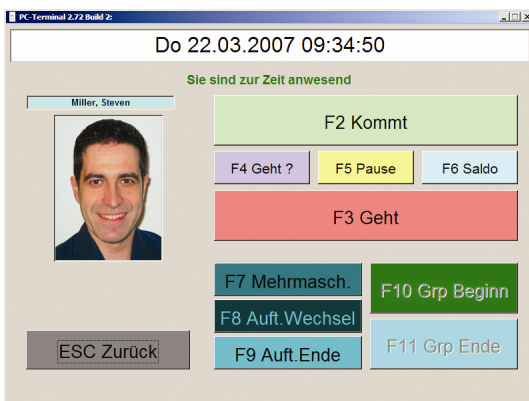 PC-Terminal 2.72 Build 2:
Do 22.03.2007 09:34:50
Sie sind zur Zeit anwesend
Miller, Steven
F2 Kommt
F4 Geht ?
F5 Pause
F6 Saldo
F3 Geht
F7 Mehrmasch.
F10 Grp Beginn
F8 Auft.Wechsel
ESC Zurück
F9 Auft.Ende
F11 Grp Ende